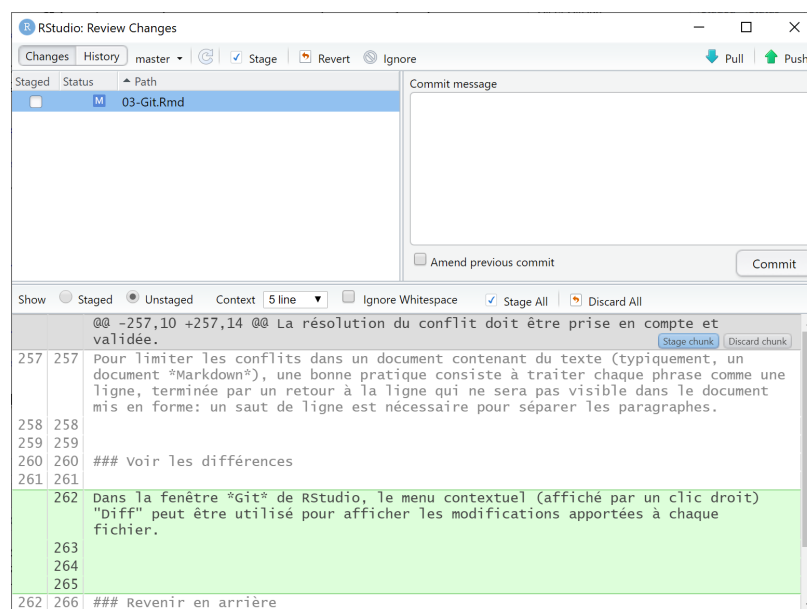 RStudio: Review Changes
Changes History master Stage Revert Ignore Pull Push
Staged Status Path
Commit message
M 03-Git.Rmd
Amend previous commit
Commit
Show Staged Unstaged Context 5 line Ignore Whitespace Stage All Discard All
@@ -257,10 +257,14 @@ La résolution du conflit doit être prise en compte et
validée.
Stage chunk Discard chunk
257 257 Pour limiter les conflits dans un document contenant du texte (typiquement, un
document *Markdown*), une bonne pratique consiste à traiter chaque phrase comme une
ligne, terminée par un retour à la ligne qui ne sera pas visible dans le document
mis en forme: un saut de ligne est nécessaire pour séparer les paragraphes.
258 258
259 259
260 260 ### Voir les différences
261 261
262 Dans la fenêtre *Git* de RStudio, le menu contextuel (affiché par un clic droit)
"Diff" peut être utilisé pour afficher les modifications apportées à chaque
fichier.
263
264
265
262 266 ### Revenir en arrière